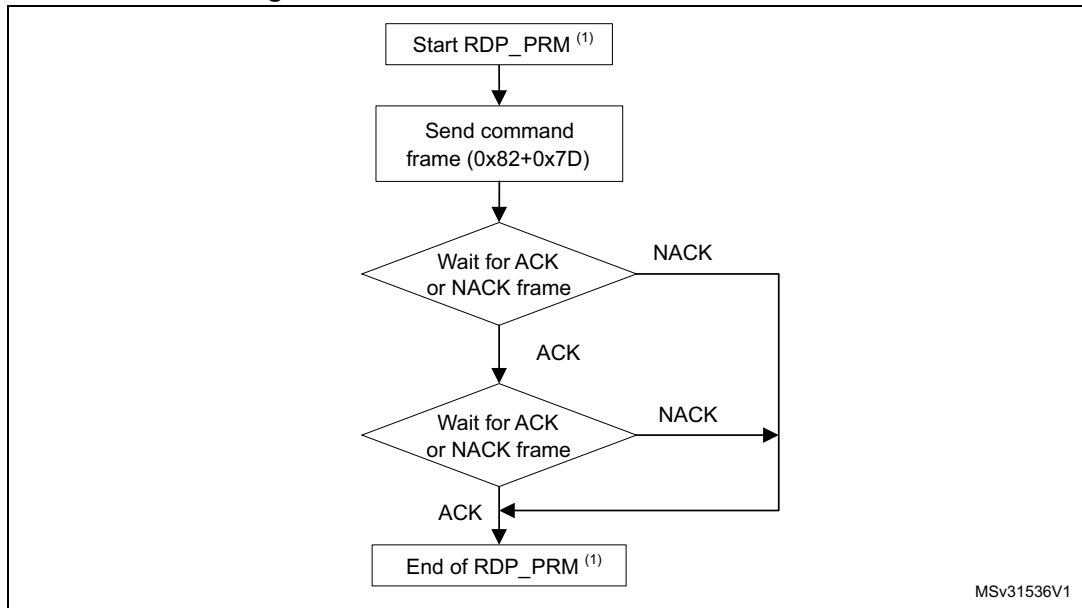 Start RDP_PRM (1)
Send command
frame (0x82+0x7D)
Wait for ACK
or NACK frame
NACK
ACK
Wait for ACK
or NACK frame
NACK
ACK
End of RDP_PRM (1)
MSv31536V1